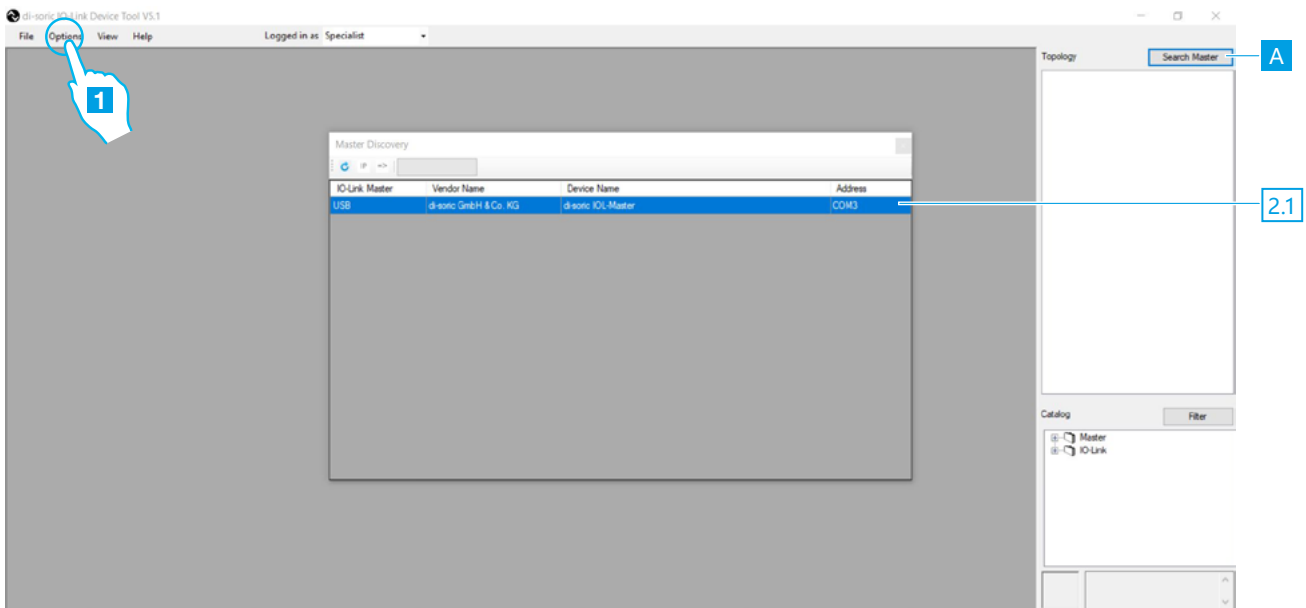 di-soric IO-Link Device Tool V5.1
File Options View Help Logged in as Specialist
Topology Search Master A
1
Master Discovery
IP =>
IO-Link Master Vendor Name Device Name Address
USB di-soric GmbH & Co. KG di-soric IOL-Master COM3
2.1
Catalog Filter
Master
IO-Link